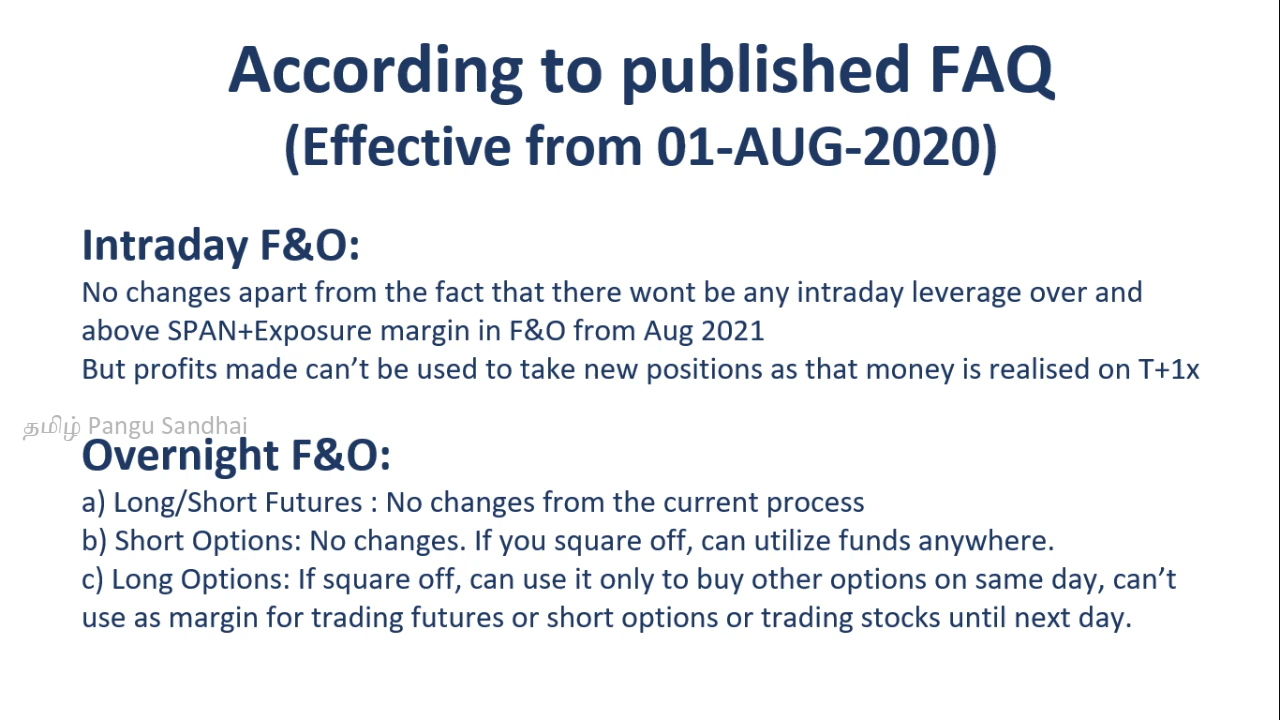 According to published FAQ
(Effective from 01-AUG-2020)
Intraday F&O:
No changes apart from the fact that there wont be any intraday leverage over and
above SPAN+Exposure margin in F&O from Aug 2021
But profits made can’t be used to take new positions as that money is realised on T+1x
தமிழ் Pangu Sandhai
Overnight F&O:
a) Long/Short Futures : No changes from the current process
b) Short Options: No changes. If you square off, can utilize funds anywhere.
c) Long Options: If square off, can use it only to buy other options on same day, can’t
use as margin for trading futures or short options or trading stocks until next day.